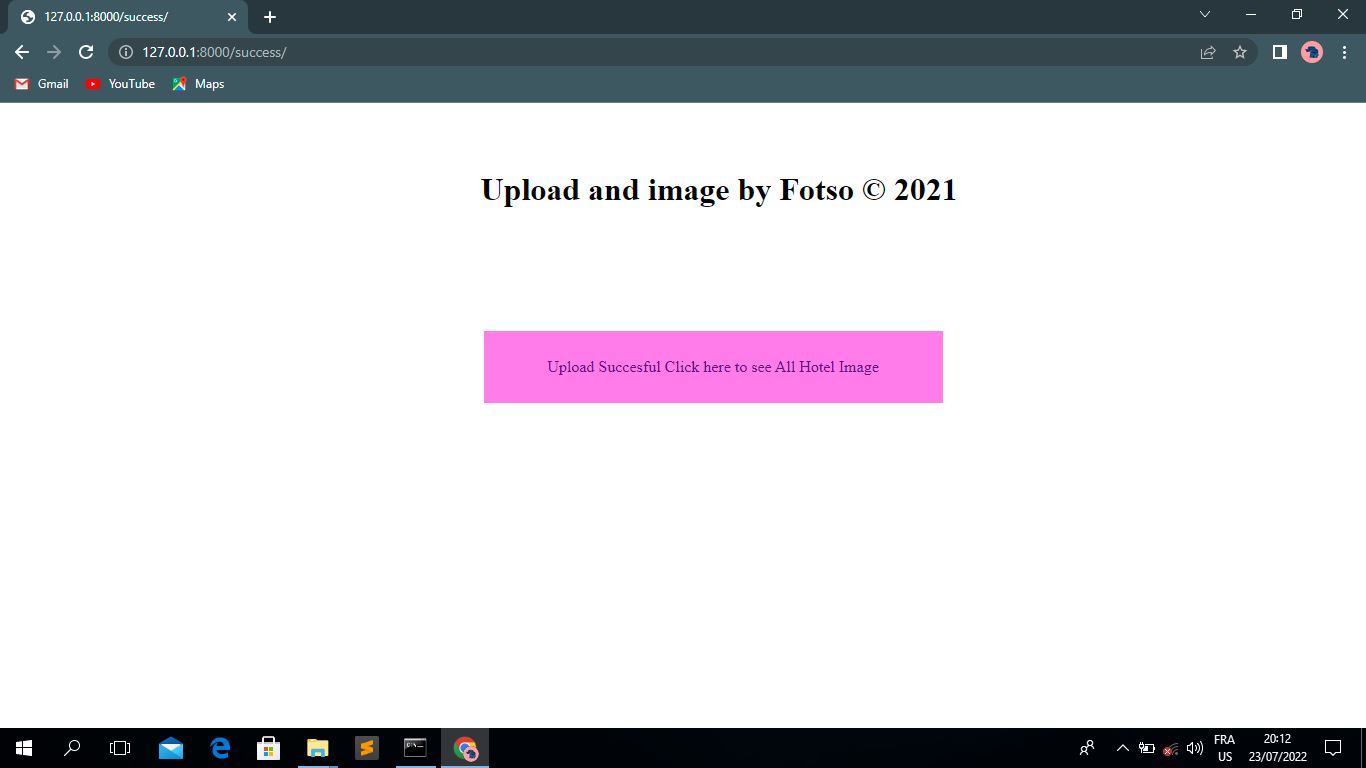 127.0.0.1:8000/success/
127.0.0.1:8000/success/
Gmail
YouTube
Maps
Upload and image by Fotso © 2021
Upload Succesful Click here to see All Hotel Image
FRA
US
20:12
23/07/2022